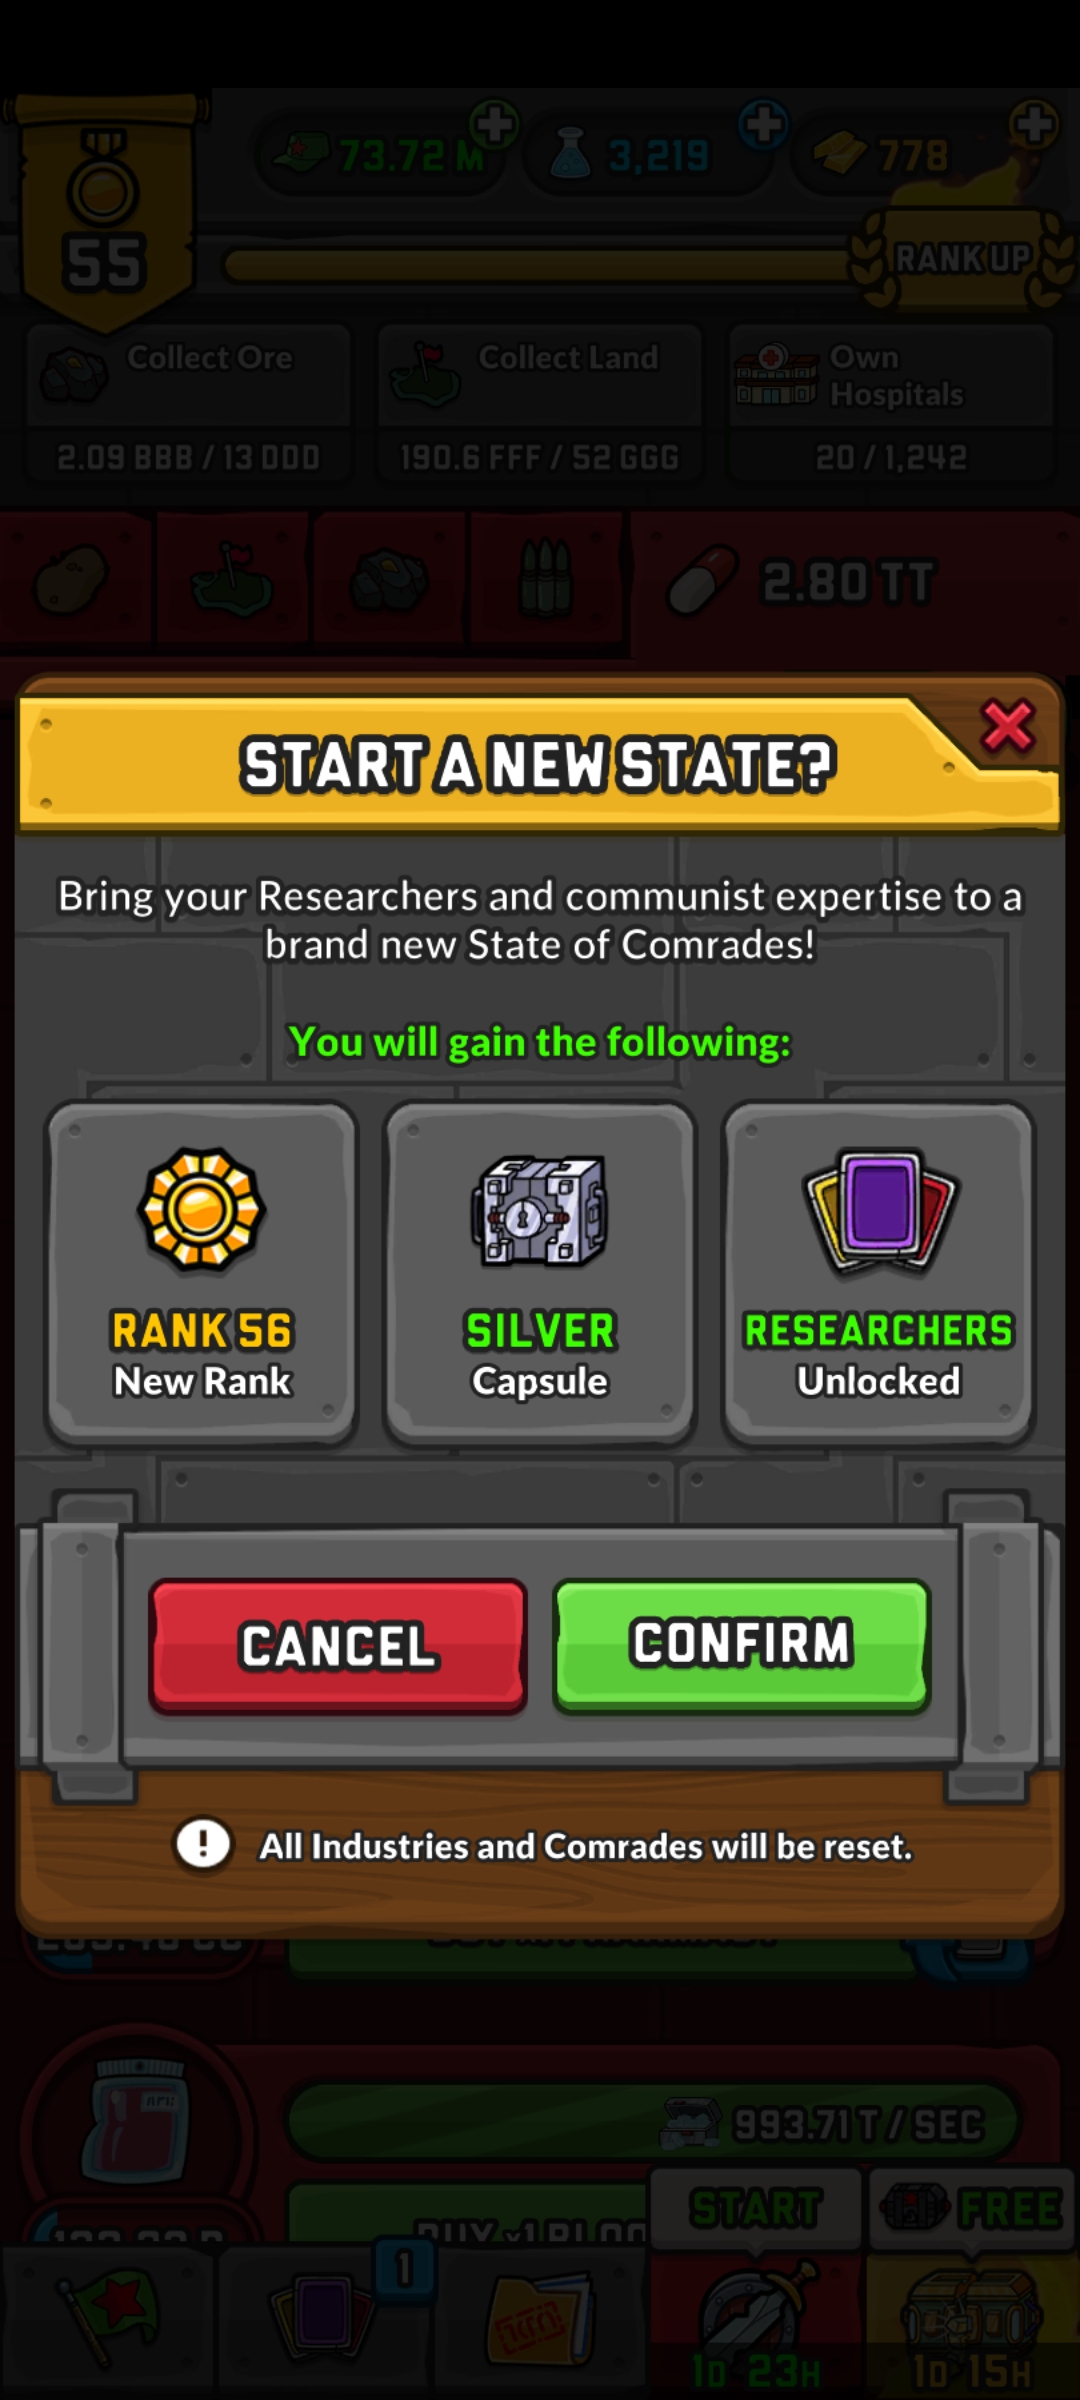 73.72 M
3,219
778
55
RANK UP
Collect Ore
Collect Land
Own
Hospitals
2.09 BBB / 13 DDD
190.6 FFF / 52 GGG
20 / 1,242
2.80 TT
START A NEW STATE?
Bring your Researchers and communist expertise to a
brand new State of Comrades!
You will gain the following:
RANK 56
New Rank
SILVER
Capsule
RESEARCHERS
Unlocked
CANCEL
CONFIRM
! All Industries and Comrades will be reset.
993.71 T / SEC
START
FREE
BUY x1
1
1D 23H
1D 15H